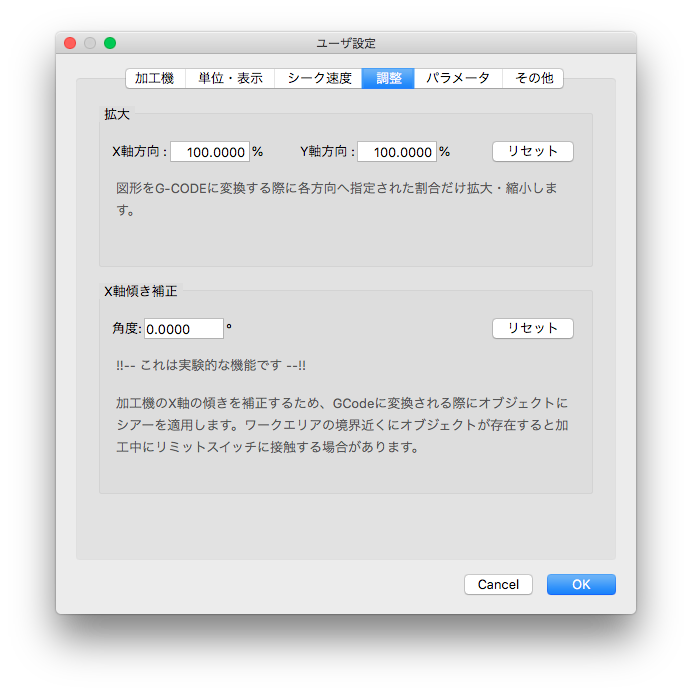 ユーザ設定
加工機 単位・表示 シーク速度 調整 パラメータ その他
拡大
X軸方向 : 100.0000 % Y軸方向 : 100.0000 % リセット
図形をG-CODEに変換する際に各方向へ指定された割合だけ拡大・縮小しま
す。
X軸傾き補正
角度: 0.0000 ° リセット
!!-- これは実験的な機能です --!!
加工機のX軸の傾きを補正するため、GCodeに変換される際にオブジェクトに
シアーを適用します。ワークエリアの境界近くにオブジェクトが存在すると加
工中にリミットスイッチに接触する場合があります。
Cancel OK